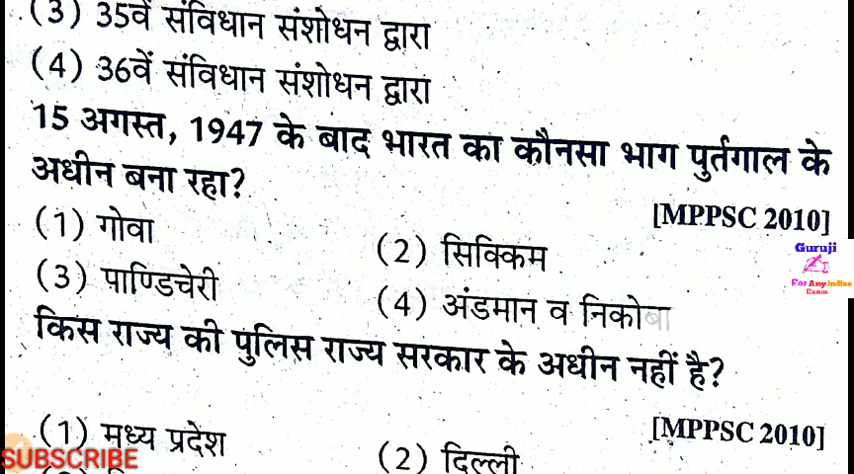 (3) 35वें संविधान संशोधन द्वारा
(4) 36वें संविधान संशोधन द्वारा
15 अगस्त, 1947 के बाद भारत का कौनसा भाग पुर्तगाल के
अधीन बना रहा?
[MPPSC 2010]
(1) गोवा
(2) सिक्किम
(3) पाण्डिचेरी
(4) अंडमान व निकोबा
किस राज्य की पुलिस राज्य सरकार के अधीन नहीं है?
[MPPSC 2010]
(1) मध्य प्रदेश
(2) दिल्ली
Guruji
For Any Indian
Exam
SUBSCRIBE